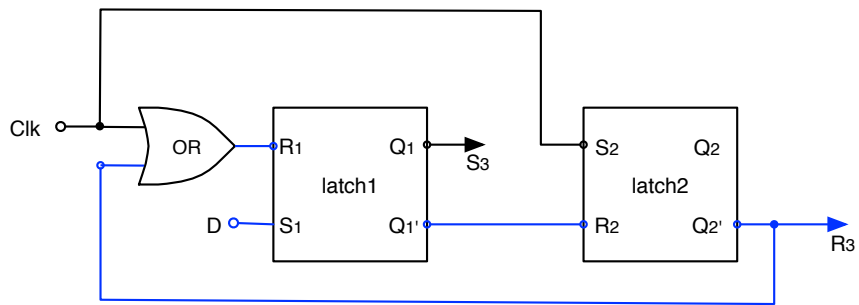 Clk
OR
R1
Q1
S3
latch1
D
S1
Q1'
S2
Q2
latch2
R2
Q2'
R3